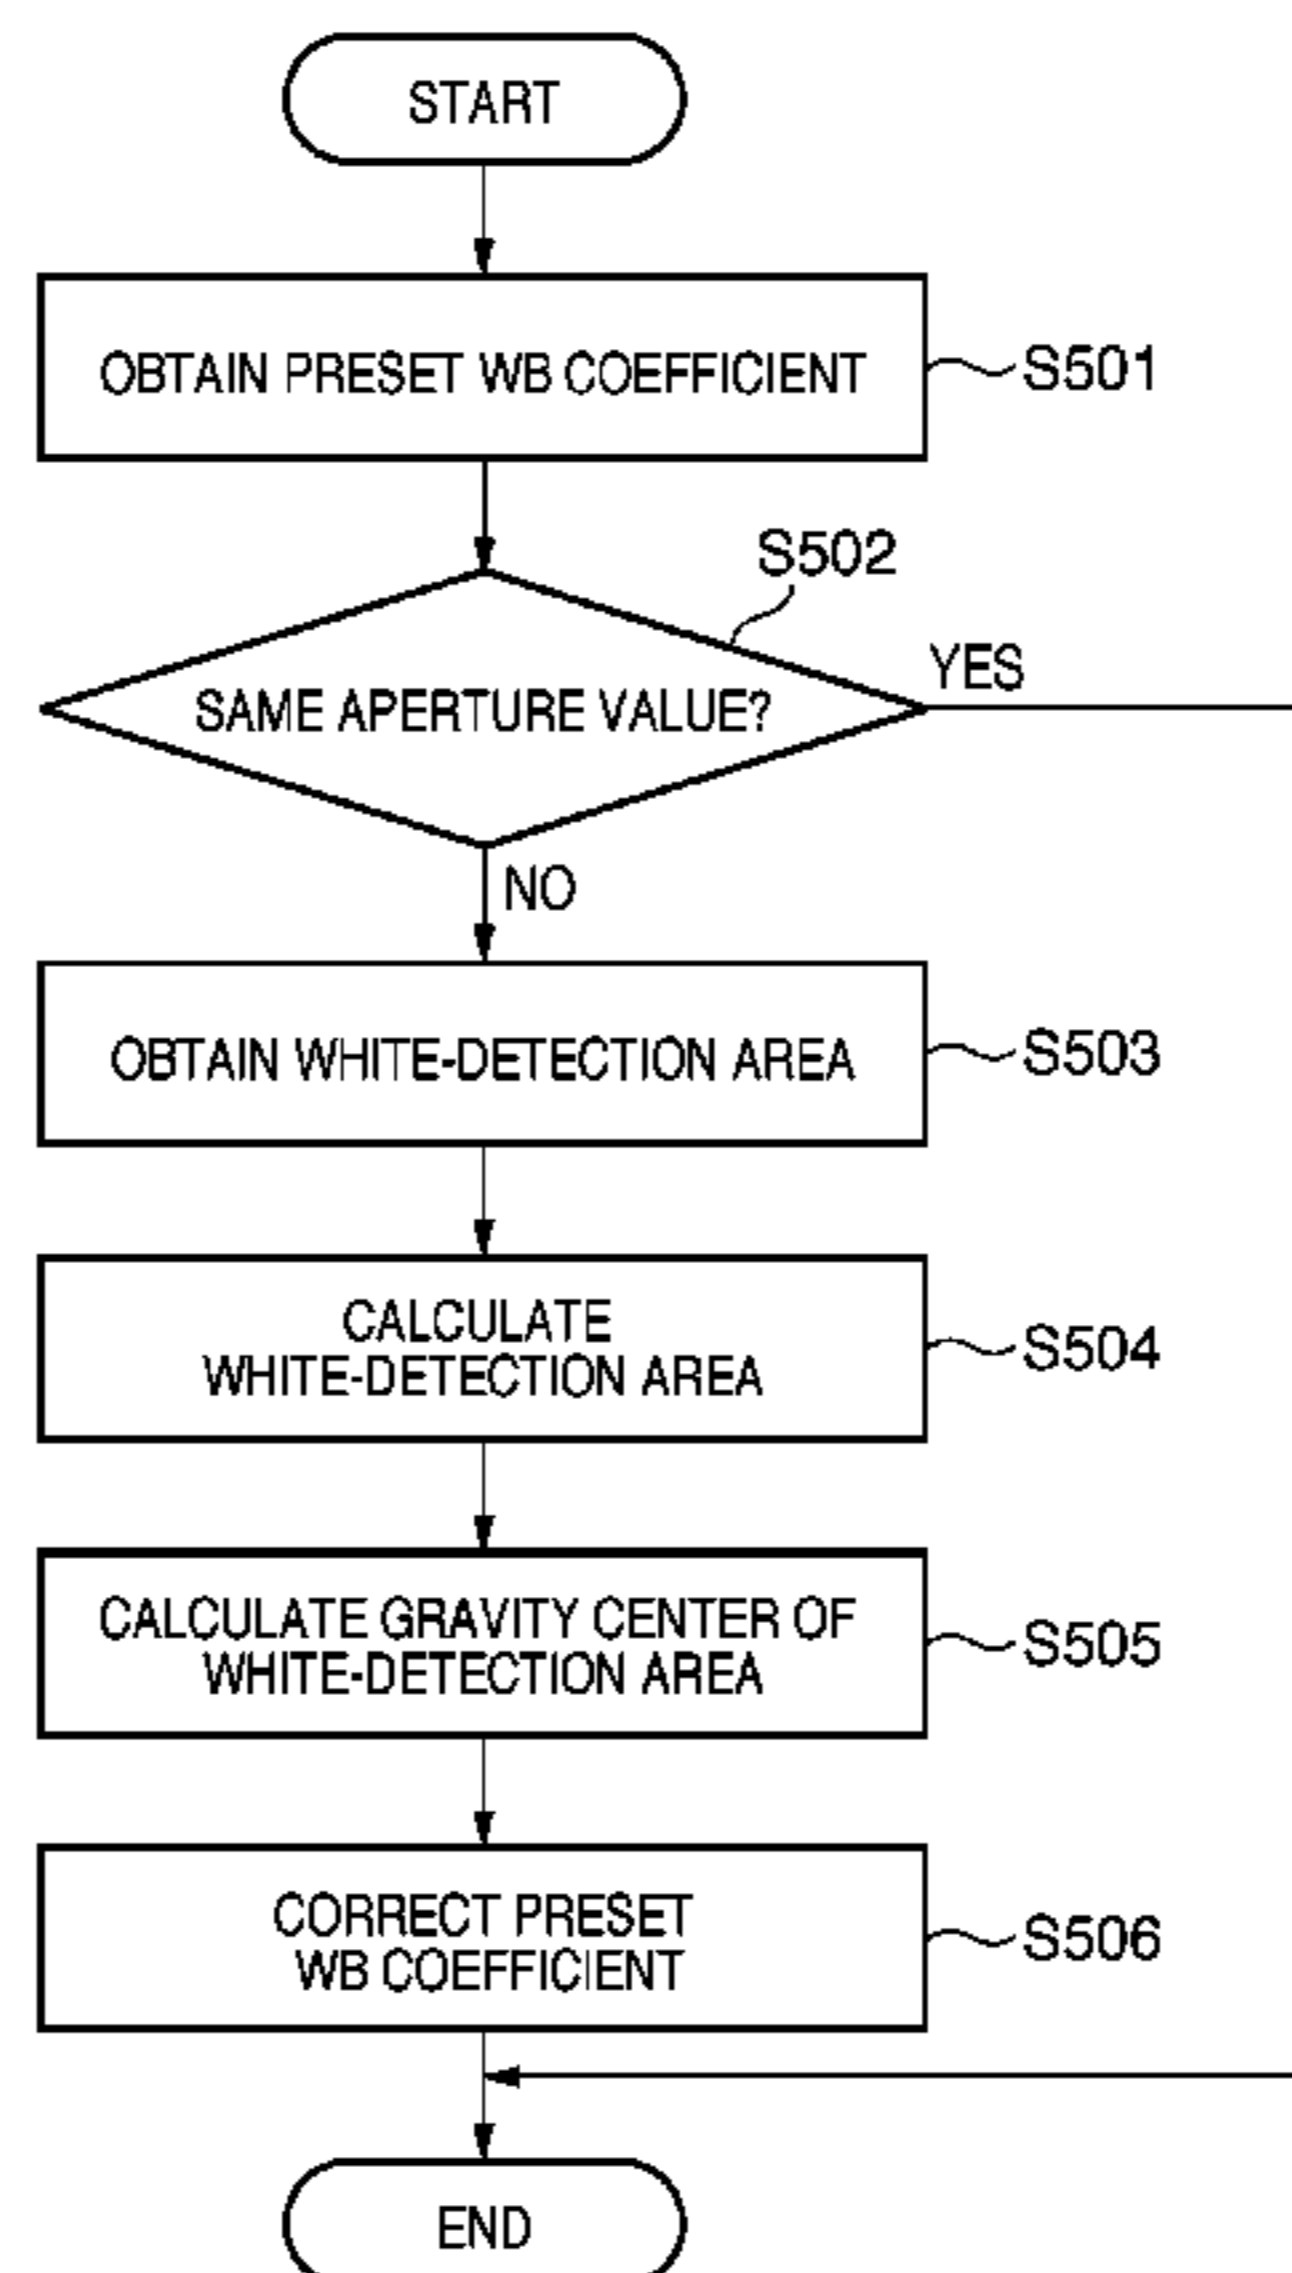 START
OBTAIN PRESET WB COEFFICIENT
S501
S502
SAME APERTURE VALUE?
YES
NO
OBTAIN WHITE-DETECTION AREA
S503
CALCULATE
WHITE-DETECTION AREA
S504
CALCULATE GRAVITY CENTER OF
WHITE-DETECTION AREA
S505
CORRECT PRESET
WB COEFFICIENT
S506
END